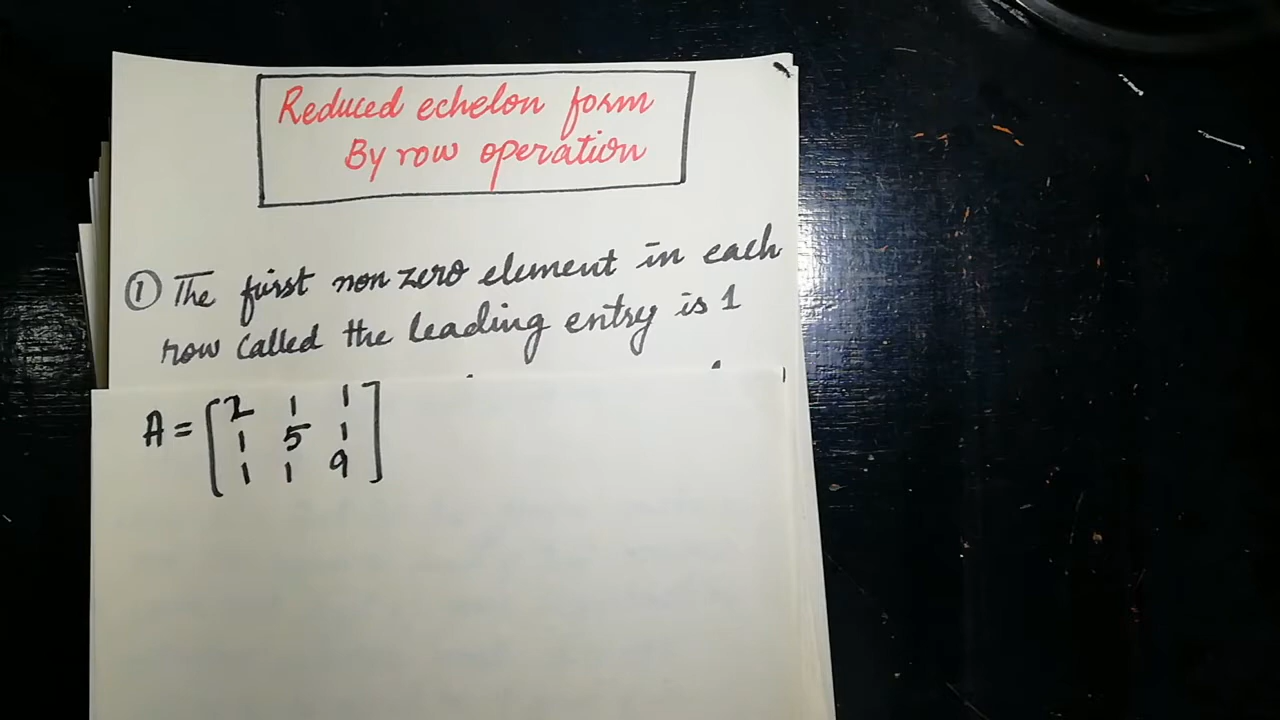 Reduced echelon form
By row operation
① The first non zero element in each
row called the leading entry is 1
A = [2 1 1
1 5 1
1 1 9]